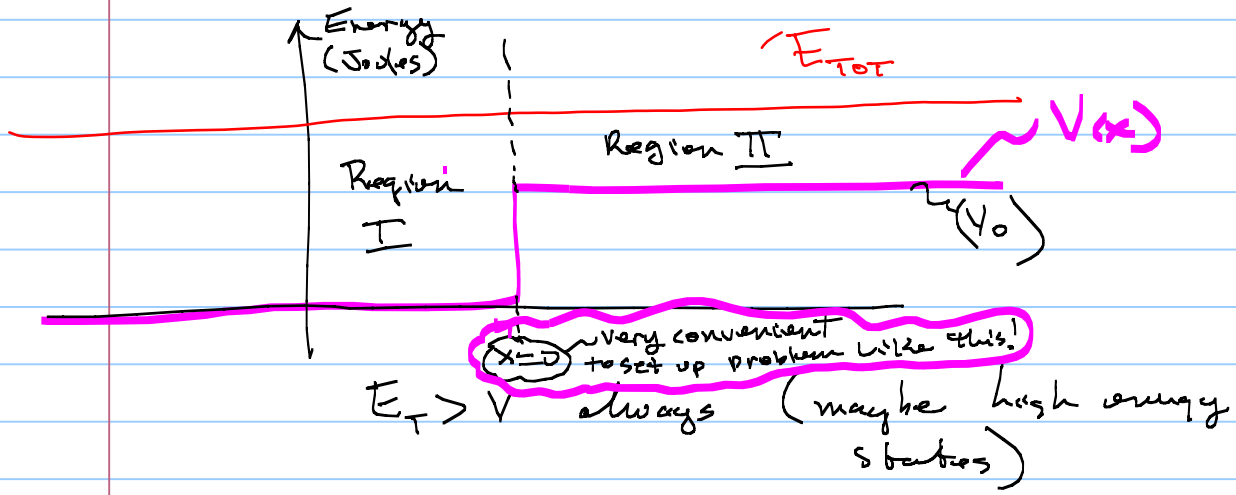 Energy
(Joules)
E_TOT
V(x)
Region II
Region
I
(V_0)
x=0 very convenient
to set up problem like this!
E_T > V always (maybe high energy
states)